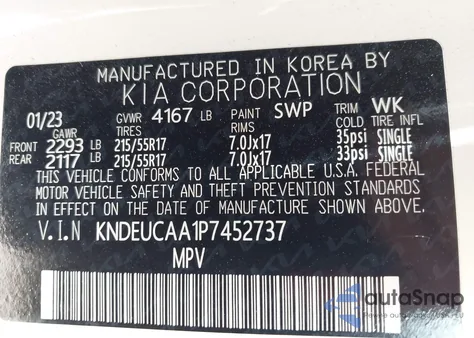 MANUFACTURED IN KOREA BY
KIA CORPORATION
01/23 GVWR 4167 LB PAINT SWP TRIM WK
GAWR TIRES RIMS COLD TIRE INFL
FRONT 2293 LB 215/55R17 7.0Jx17 35psi SINGLE
REAR 2117 LB 215/55R17 7.0Jx17 33psi SINGLE
THIS VEHICLE CONFORMS TO ALL APPLICABLE U.S.A. FEDERAL
MOTOR VEHICLE SAFETY AND THEFT PREVENTION STANDARDS
IN EFFECT ON THE DATE OF MANUFACTURE SHOWN ABOVE.
V.I.N KNDEUCAA1P7452737
MPV
autoSnap